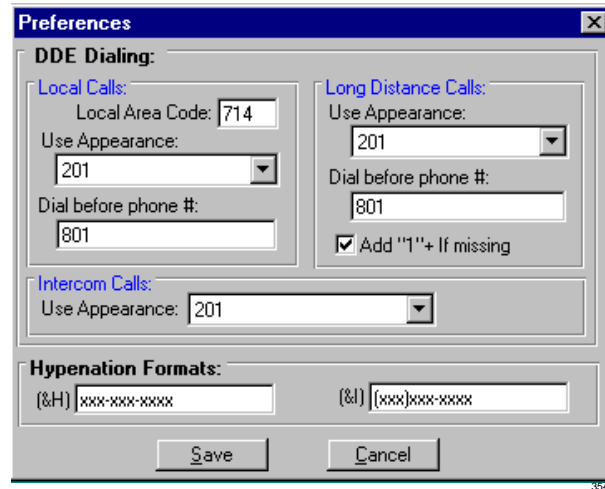 Preferences
DDE Dialing:
Local Calls:
Local Area Code: 714
Use Appearance:
201
Dial before phone #:
801
Long Distance Calls:
Use Appearance:
201
Dial before phone #:
801
Add "1"+ If missing
Intercom Calls:
Use Appearance: 201
Hypenation Formats:
(&H) xxx-xxx-xxxx
(&I) (xxx)xxx-xxxx
Save
Cancel